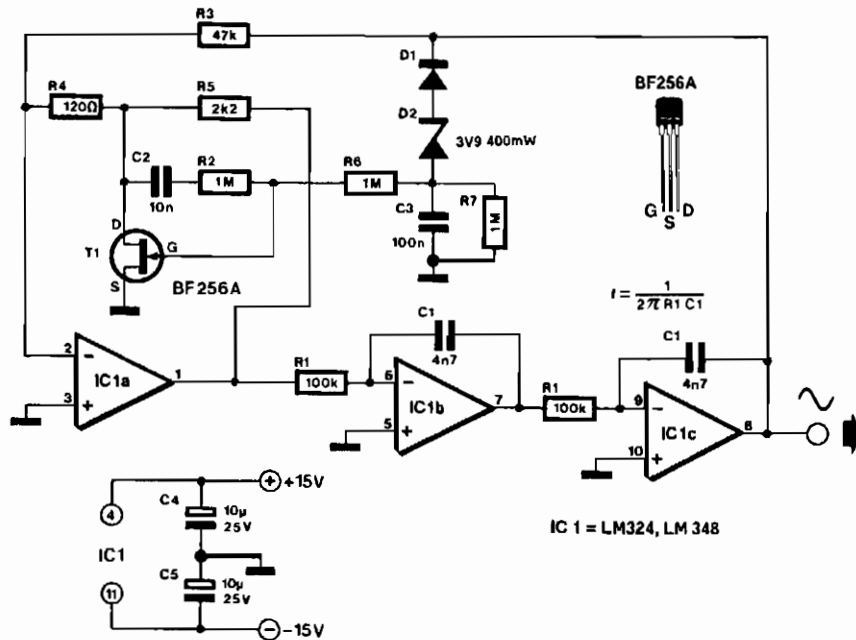 R3
47k
R4
120Ω
R5
2k2
C2
10n
R2
1M
R6
1M
D1
D2
3V9 400mW
C3
100n
R7
1M
BF256A
G S D
D
T1
G
S
BF256A
f = 1 / 2π R1 C1
C1
4n7
C1
4n7
2
−
IC1a
1
3
+
R1
100k
6
−
IC1b
7
5
+
R1
100k
9
−
IC1c
8
10
+
4
IC1
11
C4
10μ
25V
C5
10μ
25V
+ +15V
− −15V
IC 1 = LM324, LM 348